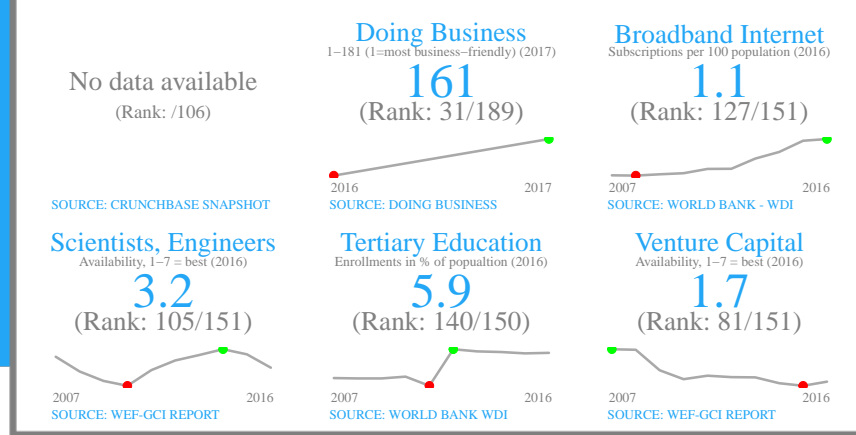 No data available
(Rank: /106)
SOURCE: CRUNCHBASE SNAPSHOT
Doing Business
1−181 (1=most business−friendly) (2017)
161
(Rank: 31/189)
2016 2017
SOURCE: DOING BUSINESS
Broadband Internet
Subscriptions per 100 population (2016)
1.1
(Rank: 127/151)
2007 2016
SOURCE: WORLD BANK - WDI
Scientists, Engineers
Availability, 1−7 = best (2016)
3.2
(Rank: 105/151)
2007 2016
SOURCE: WEF-GCI REPORT
Tertiary Education
Enrollments in % of popualtion (2016)
5.9
(Rank: 140/150)
2007 2016
SOURCE: WORLD BANK WDI
Venture Capital
Availability, 1−7 = best (2016)
1.7
(Rank: 81/151)
2007 2016
SOURCE: WEF-GCI REPORT